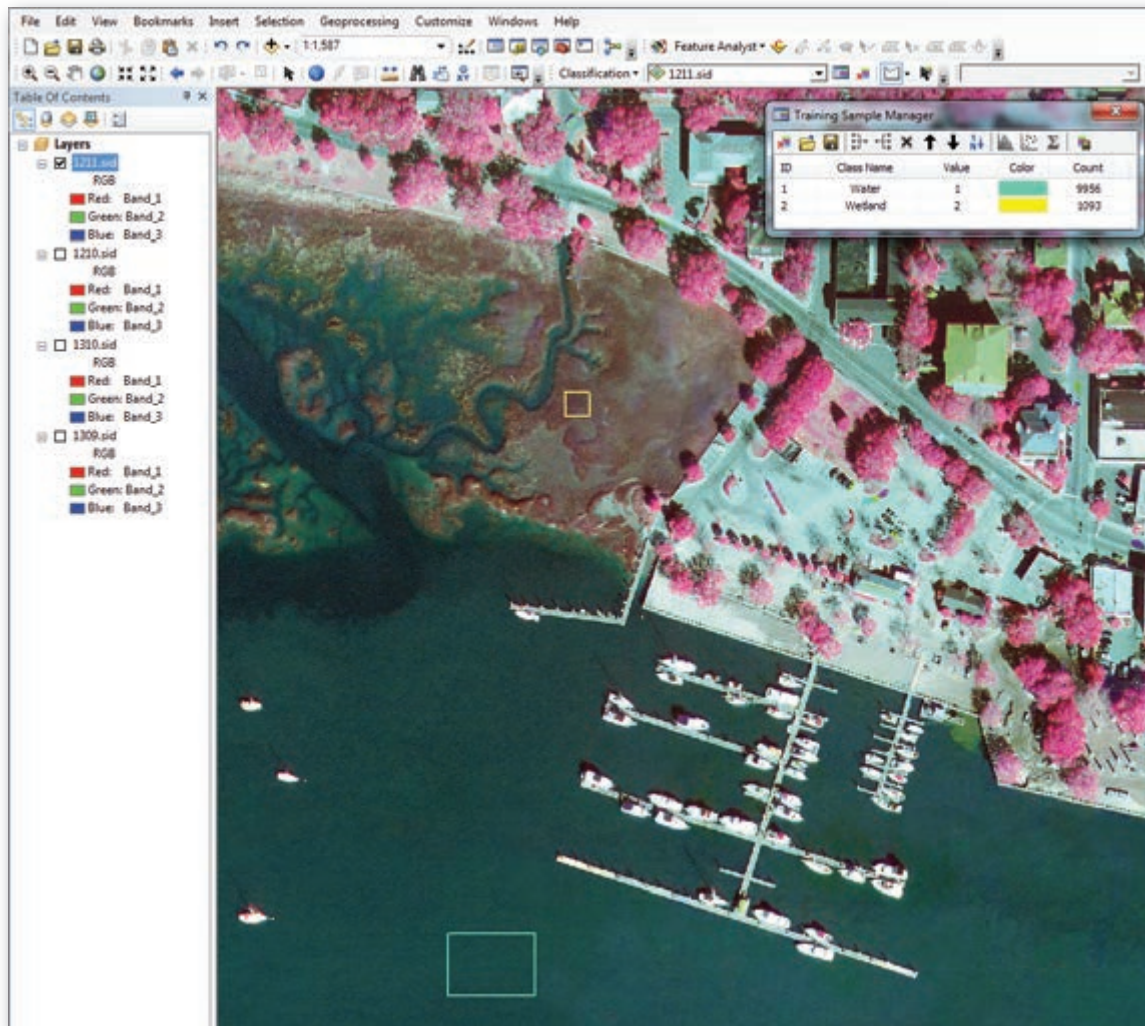 File Edit View Bookmarks Insert Selection Geoprocessing Customize Windows Help
1:1,587 Feature Analyst
Classification 1211.sid
Table Of Contents
Layers
1211.sid
RGB
Red: Band_1
Green: Band_2
Blue: Band_3
1210.sid
RGB
Red: Band_1
Green: Band_2
Blue: Band_3
1310.sid
RGB
Red: Band_1
Green: Band_2
Blue: Band_3
1309.sid
RGB
Red: Band_1
Green: Band_2
Blue: Band_3
Training Sample Manager
ID Class Name Value Color Count
1 Water 1 9956
2 Wetland 2 1093